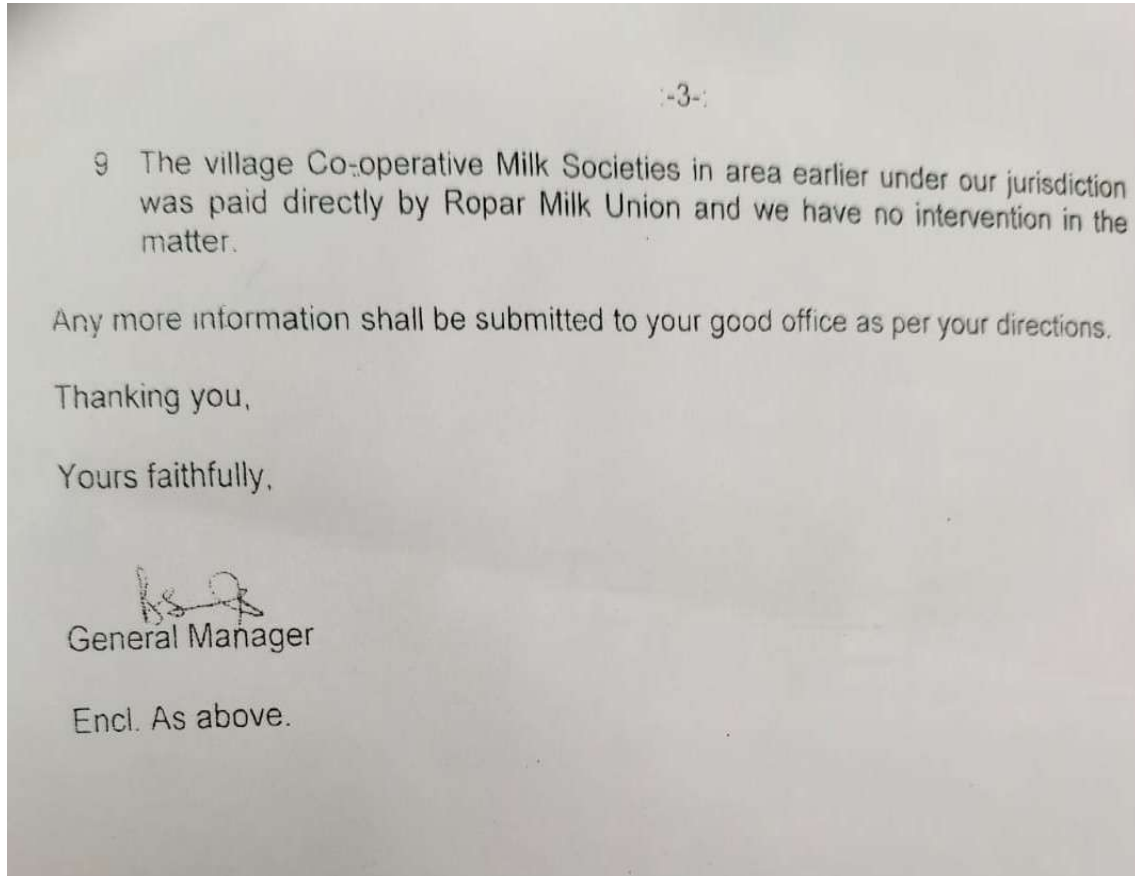 :-3-:
9 The village Co-operative Milk Societies in area earlier under our jurisdiction
was paid directly by Ropar Milk Union and we have no intervention in the
matter.
Any more information shall be submitted to your good office as per your directions.
Thanking you,
Yours faithfully,
General Manager
Encl. As above.